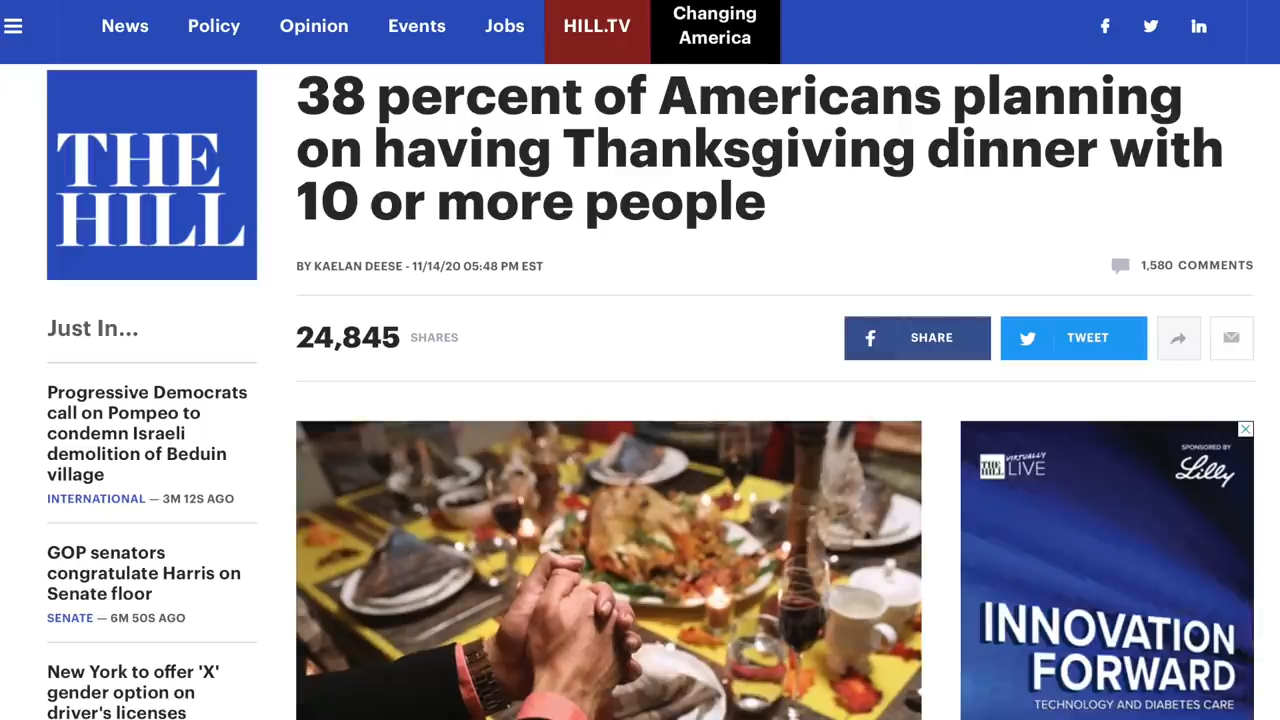 News Policy Opinion Events Jobs HILL.TV Changing
America
THE
HILL
38 percent of Americans planning
on having Thanksgiving dinner with
10 or more people
BY KAELAN DEESE - 11/14/20 05:48 PM EST
1,580 COMMENTS
24,845 SHARES
SHARE
TWEET
Just In...
Progressive Democrats
call on Pompeo to
condemn Israeli
demolition of Beduin
village
INTERNATIONAL — 3M 12S AGO
GOP senators
congratulate Harris on
Senate floor
SENATE — 6M 50S AGO
New York to offer 'X'
gender option on
driver's licenses
THE
HILL
VIRTUALLY
LIVE
SPONSORED BY
Lilly
INNOVATION
FORWARD
TECHNOLOGY AND DIABETES CARE